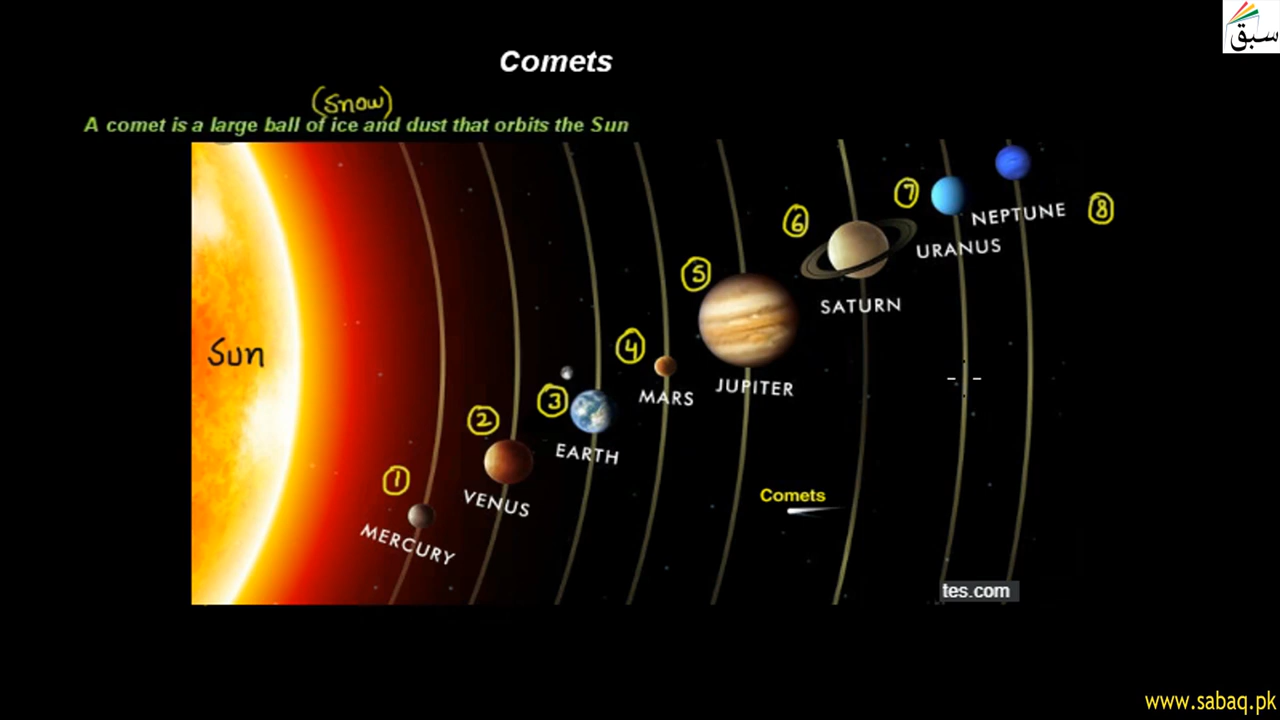 سبق
Comets
(snow)
A comet is a large ball of ice and dust that orbits the Sun
7
NEPTUNE 8
6
URANUS
5
SATURN
Sun
4
MARS
JUPITER
3
2
EARTH
1
VENUS
Comets
MERCURY
tes.com
www.sabaq.pk